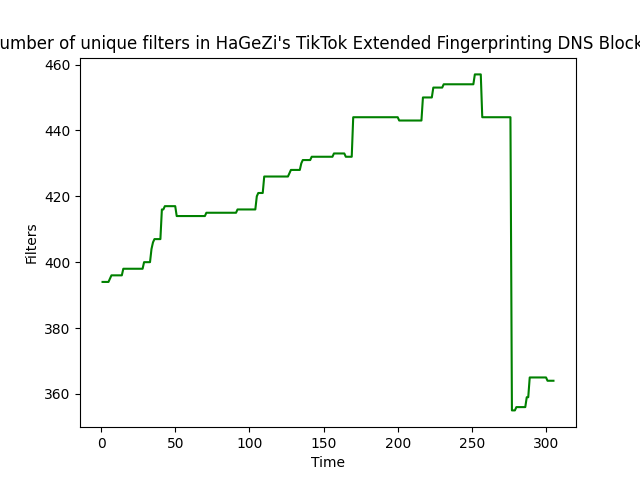 umber of unique filters in HaGeZi's TikTok Extended Fingerprinting DNS Block
460
440
420
400
380
360
Filters
0 50 100 150 200 250 300
Time